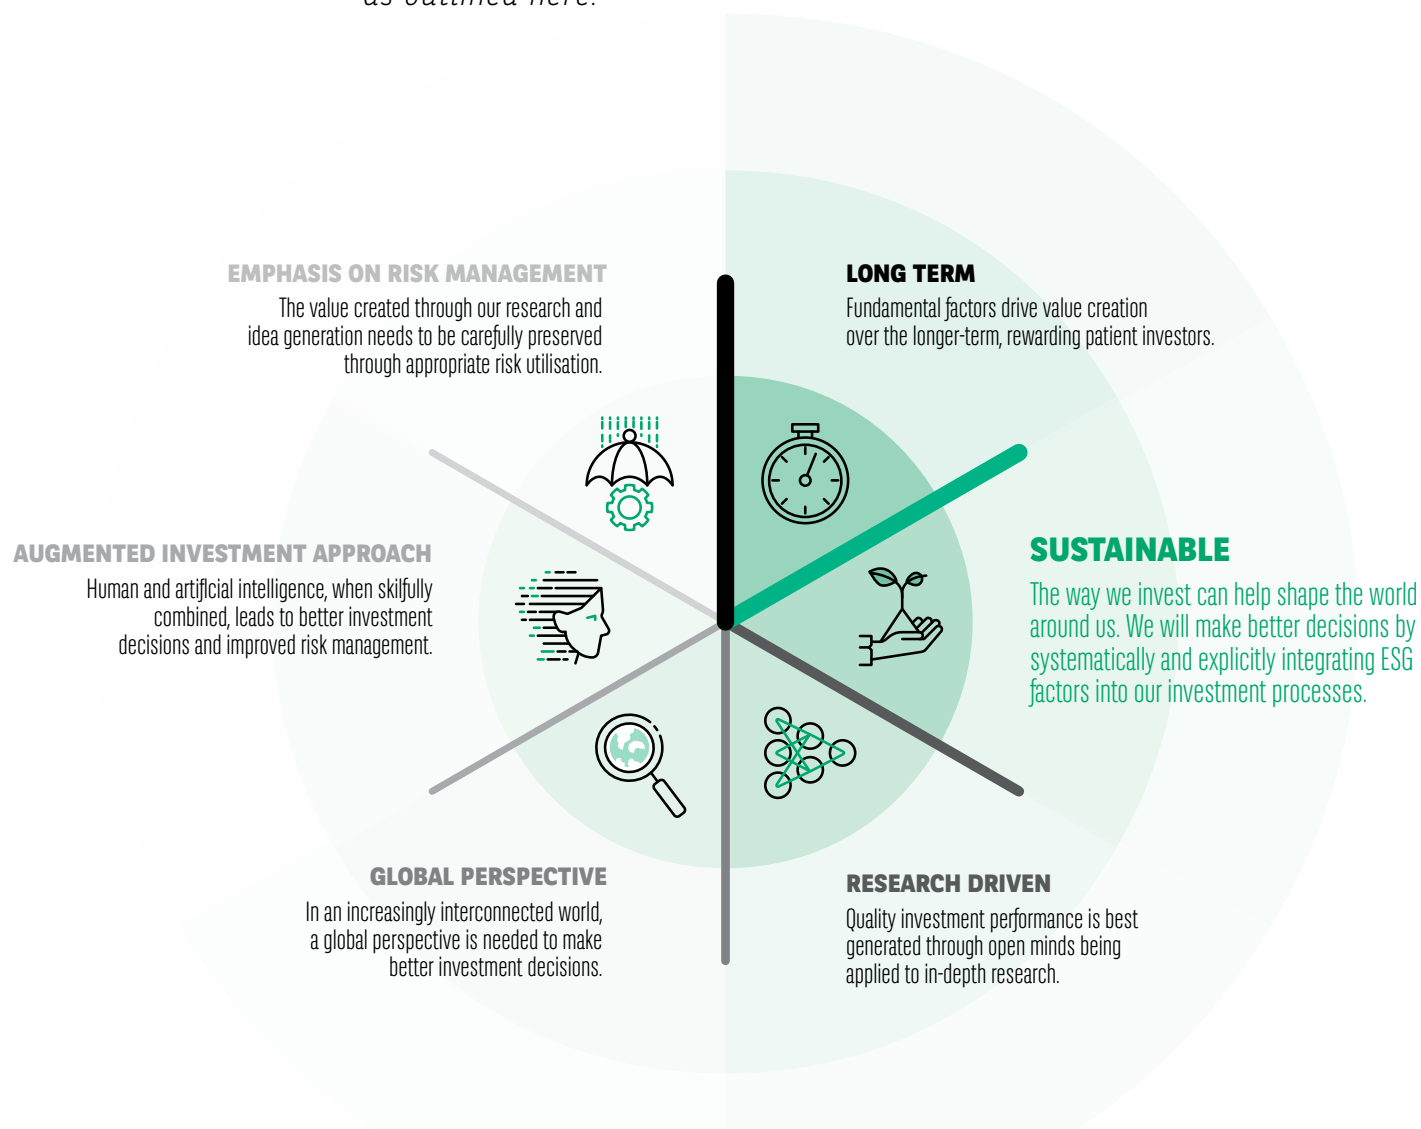 as outlined here.
EMPHASIS ON RISK MANAGEMENT
The value created through our research and
idea generation needs to be carefully preserved
through appropriate risk utilisation.
LONG TERM
Fundamental factors drive value creation
over the longer-term, rewarding patient investors.
AUGMENTED INVESTMENT APPROACH
Human and artificial intelligence, when skilfully
combined, leads to better investment
decisions and improved risk management.
SUSTAINABLE
The way we invest can help shape the world
around us. We will make better decisions by
systematically and explicitly integrating ESG
factors into our investment processes.
GLOBAL PERSPECTIVE
In an increasingly interconnected world,
a global perspective is needed to make
better investment decisions.
RESEARCH DRIVEN
Quality investment performance is best
generated through open minds being
applied to in-depth research.